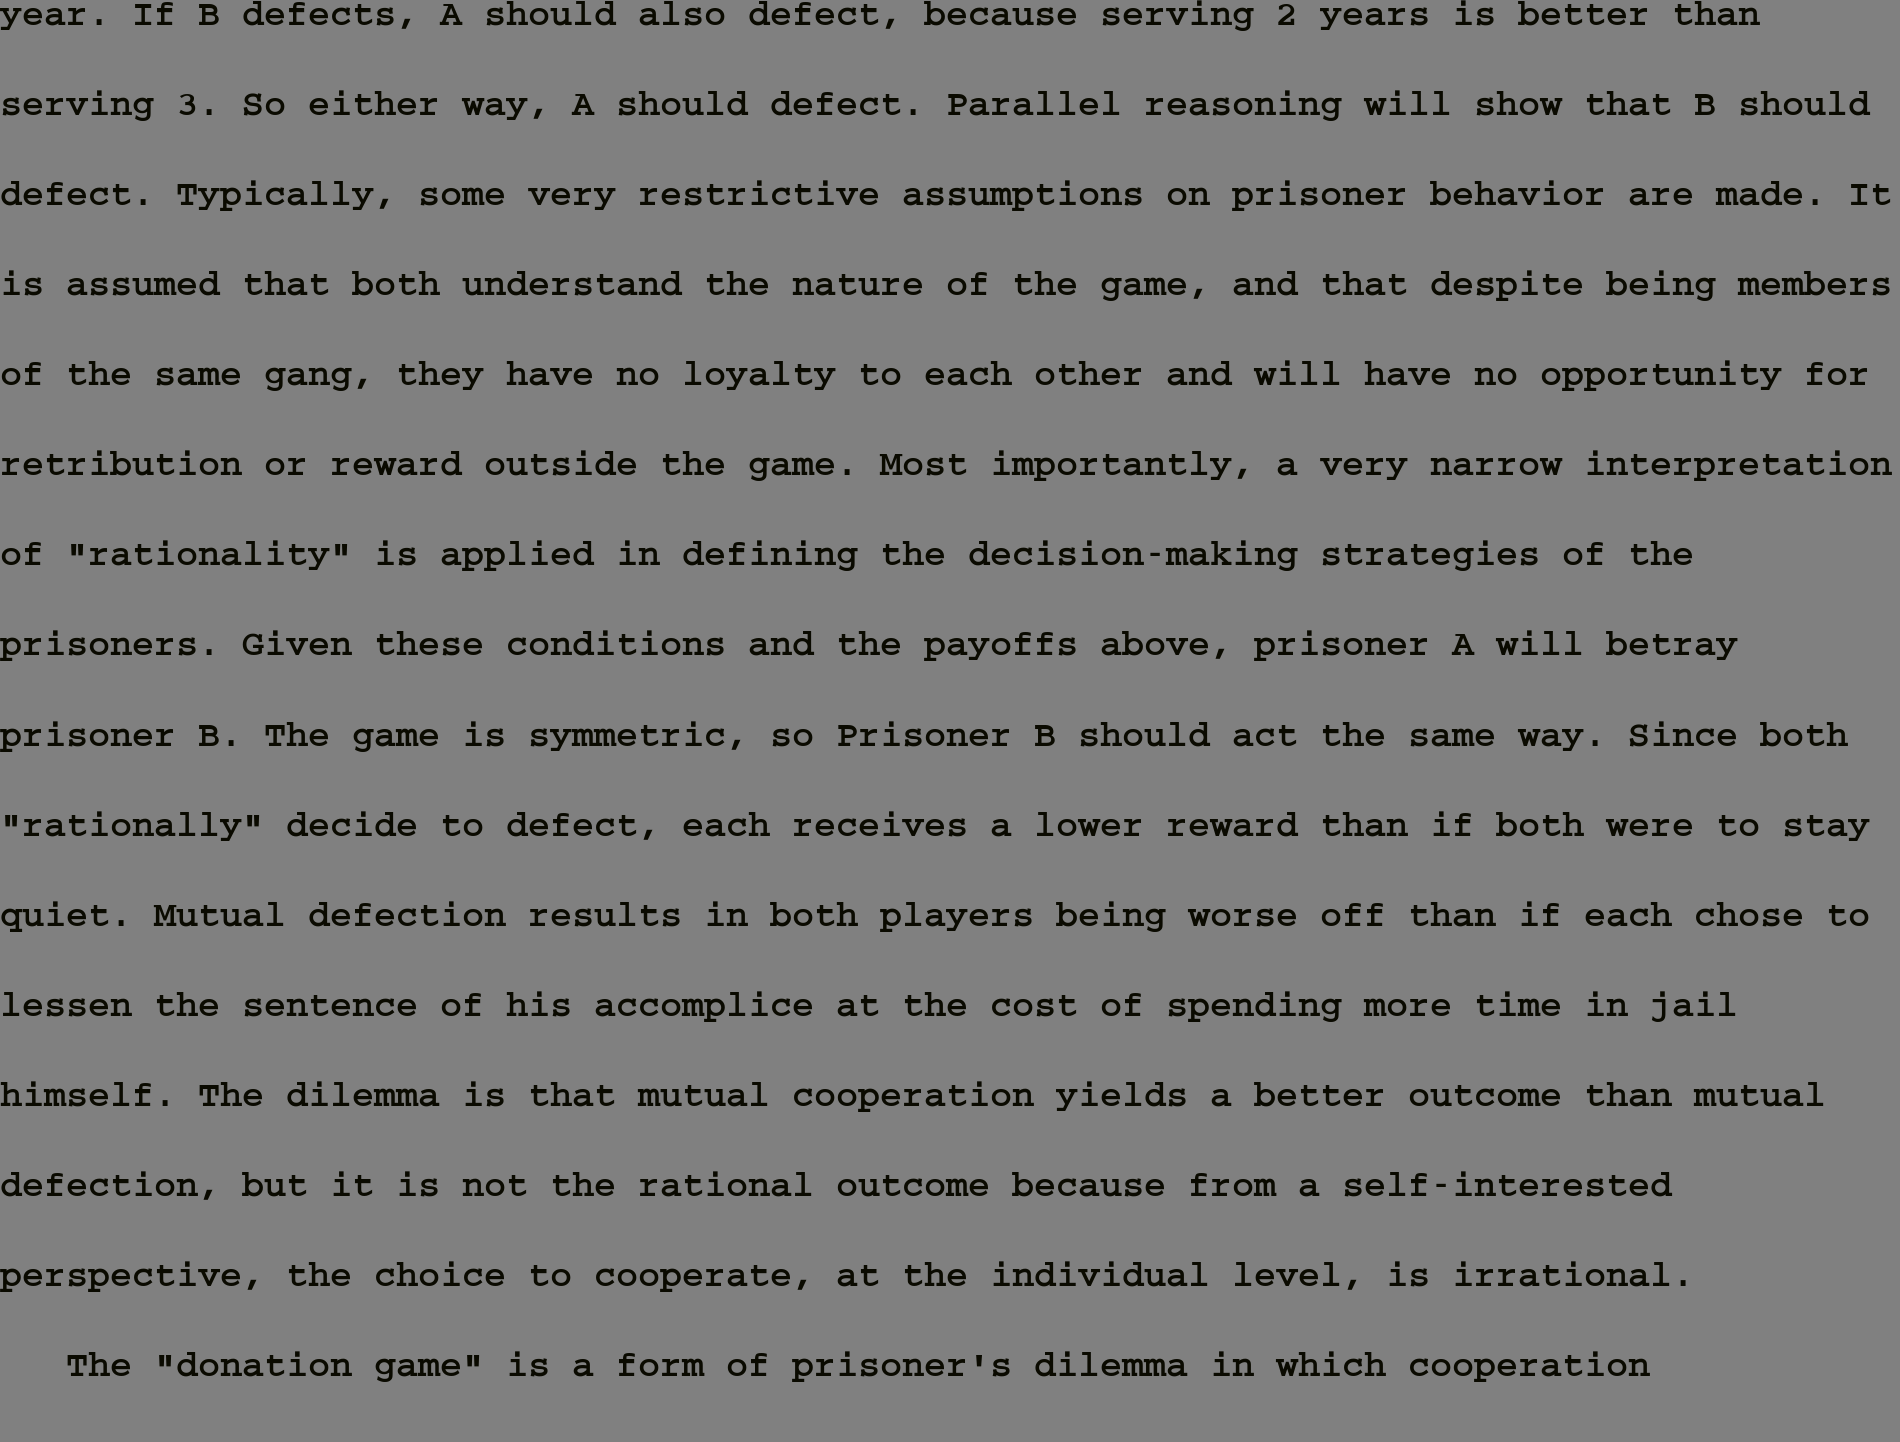 year. If B defects, A should also defect, because serving 2 years is better than
serving 3. So either way, A should defect. Parallel reasoning will show that B should
defect. Typically, some very restrictive assumptions on prisoner behavior are made. It
is assumed that both understand the nature of the game, and that despite being members
of the same gang, they have no loyalty to each other and will have no opportunity for
retribution or reward outside the game. Most importantly, a very narrow interpretation
of "rationality" is applied in defining the decision-making strategies of the
prisoners. Given these conditions and the payoffs above, prisoner A will betray
prisoner B. The game is symmetric, so Prisoner B should act the same way. Since both
"rationally" decide to defect, each receives a lower reward than if both were to stay
quiet. Mutual defection results in both players being worse off than if each chose to
lessen the sentence of his accomplice at the cost of spending more time in jail
himself. The dilemma is that mutual cooperation yields a better outcome than mutual
defection, but it is not the rational outcome because from a self-interested
perspective, the choice to cooperate, at the individual level, is irrational.
The "donation game" is a form of prisoner's dilemma in which cooperation